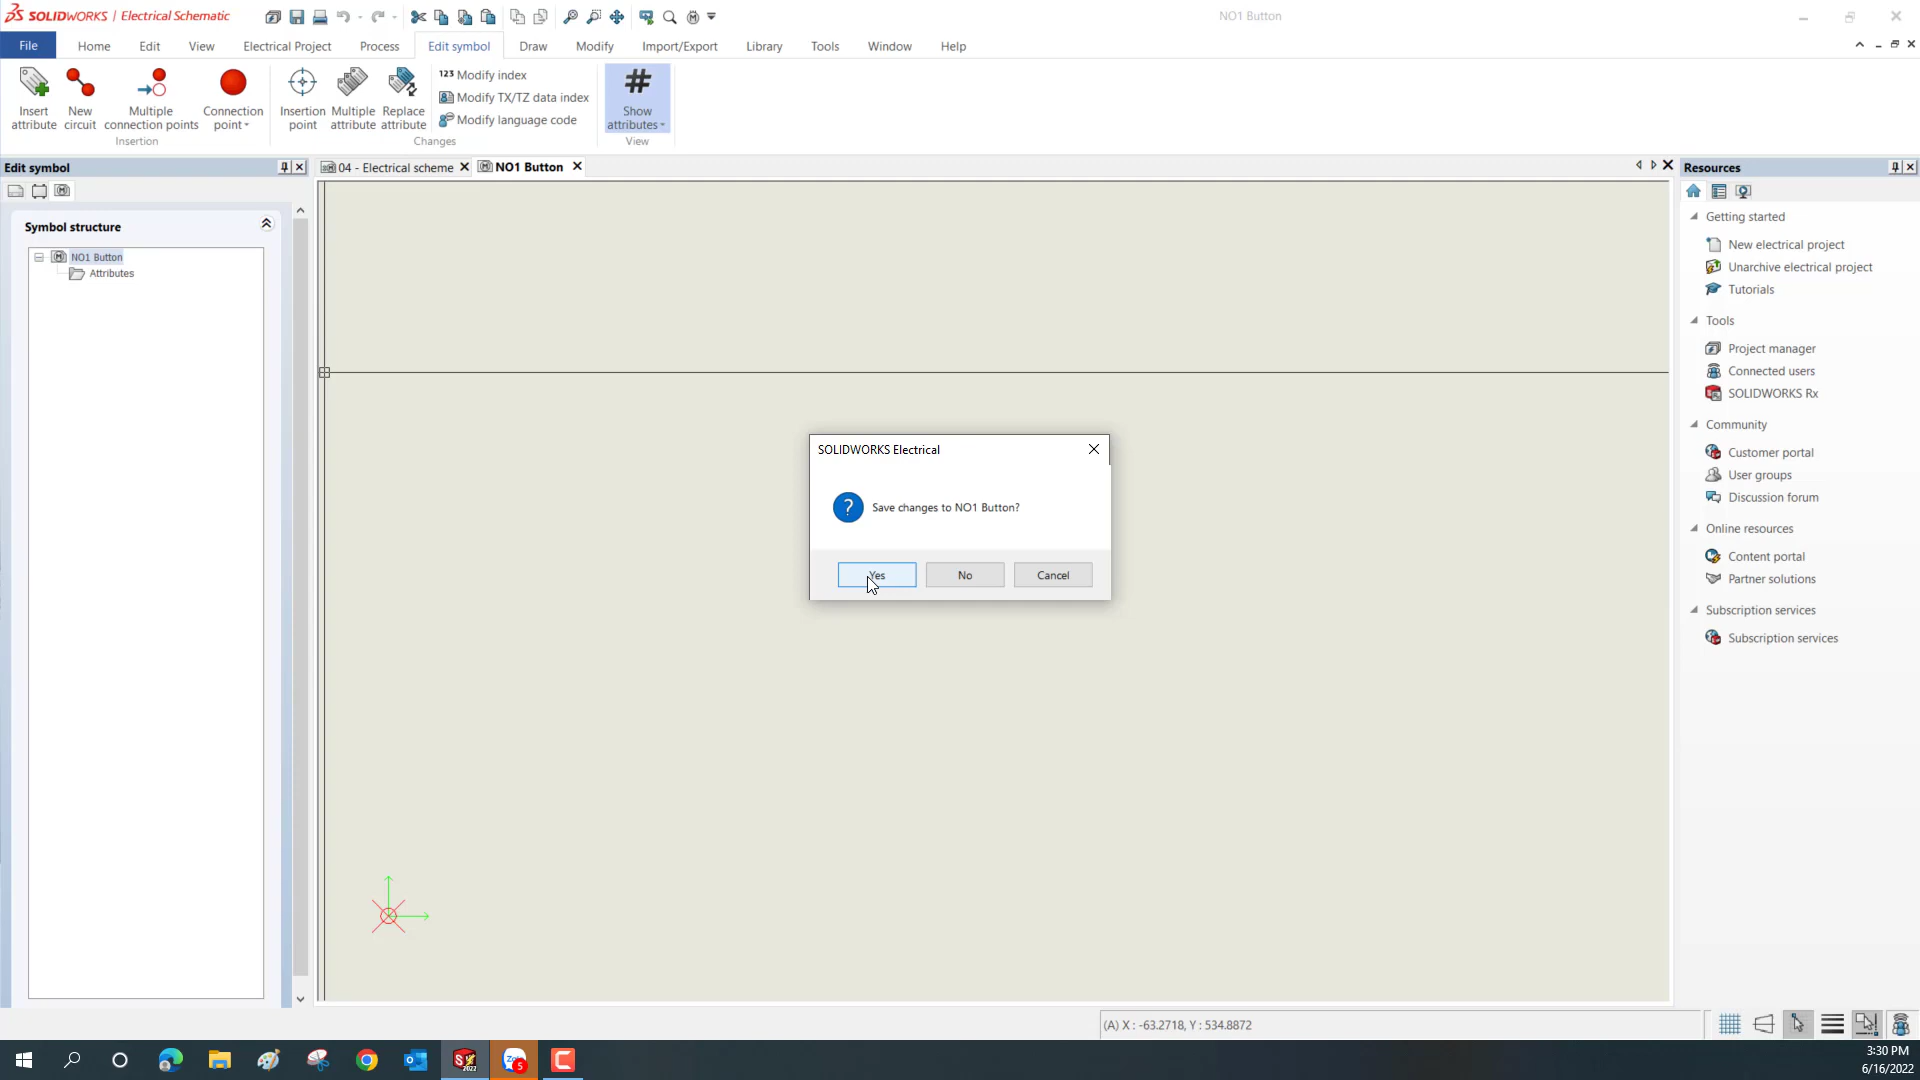 SOLIDWORKS | Electrical Schematic
NO1 Button
File
Home
Edit
View
Electrical Project
Process
Edit symbol
Draw
Modify
Import/Export
Library
Tools
Window
Help
Insert attribute
New circuit
Multiple connection points
Connection point
Insertion
Insertion point
Multiple attribute
Replace attribute
123 Modify index
Modify TX/TZ data index
Modify language code
Changes
# Show attributes
View
Edit symbol
04 - Electrical scheme
NO1 Button
Resources
Symbol structure
NO1 Button
Attributes
Getting started
New electrical project
Unarchive electrical project
Tutorials
Tools
Project manager
Connected users
SOLIDWORKS Rx
Community
Customer portal
User groups
Discussion forum
Online resources
Content portal
Partner solutions
Subscription services
Subscription services
SOLIDWORKS Electrical
? Save changes to NO1 Button?
Yes
No
Cancel
(A) X : -63.2718, Y : 534.8872
2022
Zalo
5
3:30 PM
6/16/2022